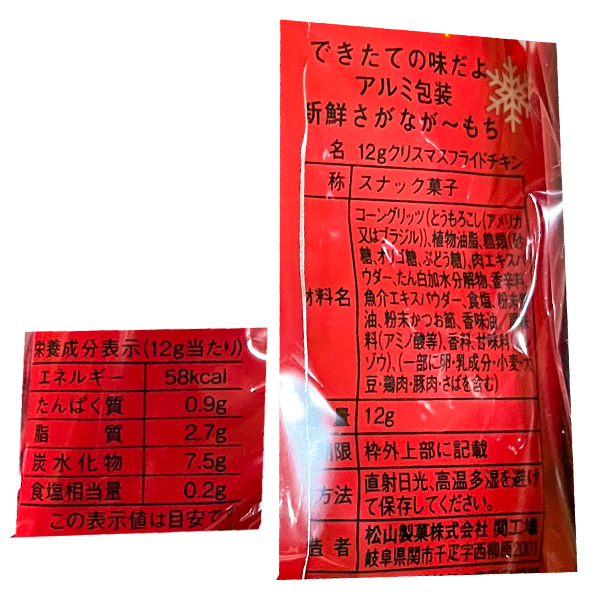 できたての味だよ
アルミ包装
新鮮さがなが〜もち
名 12gクリスマスフライドチキン
称 スナック菓子
材料名
コーングリッツ(とうもろこし(アメリカ
又はブラジル))、植物油脂、糖類(砂
糖、オリゴ糖、ぶどう糖)、肉エキスパ
ウダー、たん白加水分解物、香辛料、
魚介エキスパウダー、食塩、粉末
油、粉末かつお節、香味油／
料(アミノ酸等)、香料、甘味料
ゾウ)、(一部に卵・乳成分・小麦・大
豆・鶏肉・豚肉・さばを含む)
量 12g
期限 枠外上部に記載
方法 直射日光、高温多湿を避け
て保存してください。
造者 松山製菓株式会社 関工場
岐阜県関市千疋字西柳原2001
栄養成分表示(12g当たり)
エネルギー 58kcal
たんぱく質 0.9g
脂質 2.7g
炭水化物 7.5g
食塩相当量 0.2g
この表示値は目安で